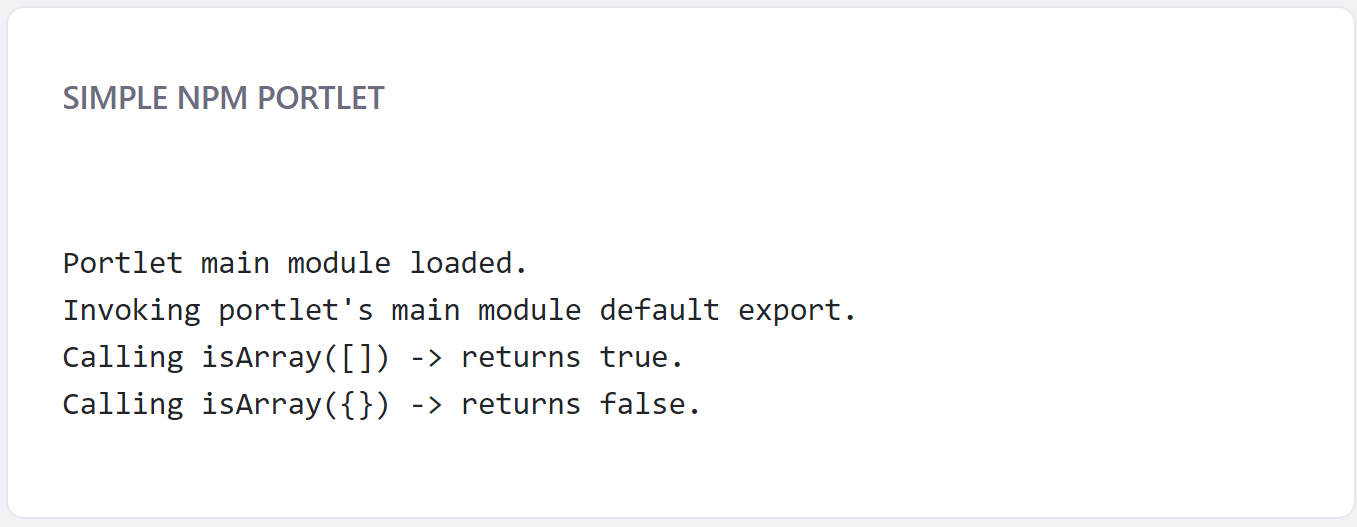 SIMPLE NPM PORTLET
Portlet main module loaded.
Invoking portlet's main module default export.
Calling isArray([]) -> returns true.
Calling isArray({}) -> returns false.